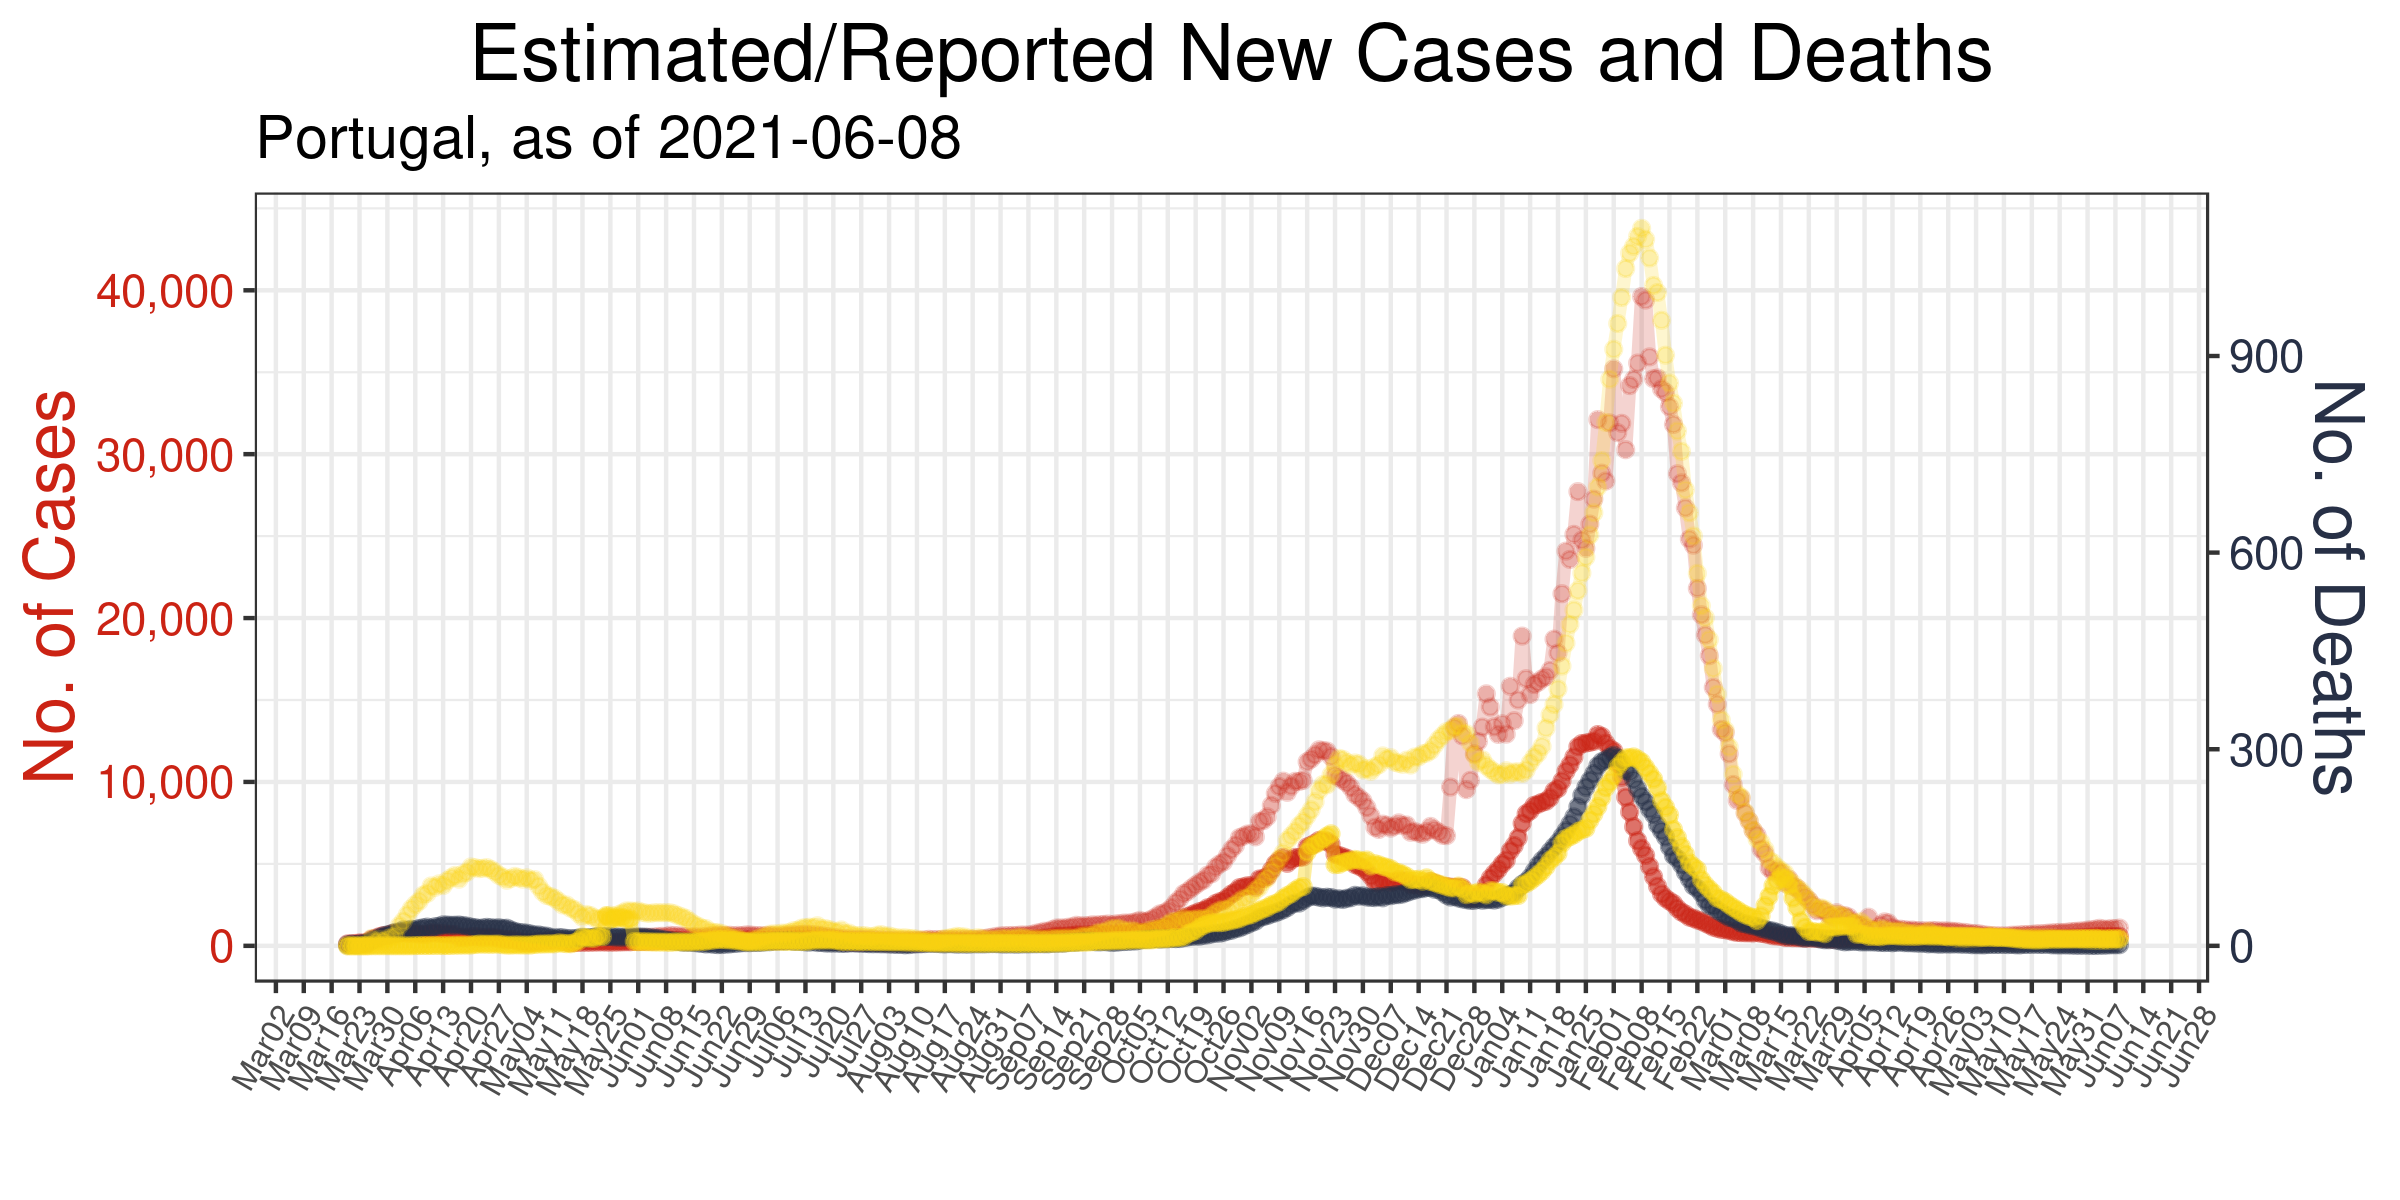 Estimated/Reported New Cases and Deaths
Portugal, as of 2021-06-08
No. of Cases
40,000
30,000
20,000
10,000
0
900
600
300
0
No. of Deaths
Mar02
Mar09
Mar16
Mar23
Mar30
Apr06
Apr13
Apr20
Apr27
May04
May11
May18
May25
Jun01
Jun08
Jun15
Jun22
Jun29
Jul06
Jul13
Jul20
Jul27
Aug03
Aug10
Aug17
Aug24
Aug31
Sep07
Sep14
Sep21
Sep28
Oct05
Oct12
Oct19
Oct26
Nov02
Nov09
Nov16
Nov23
Nov30
Dec07
Dec14
Dec21
Dec28
Jan04
Jan11
Jan18
Jan25
Feb01
Feb08
Feb15
Feb22
Mar01
Mar08
Mar15
Mar22
Mar29
Apr05
Apr12
Apr19
Apr26
May03
May10
May17
May24
May31
Jun07
Jun14
Jun21
Jun28